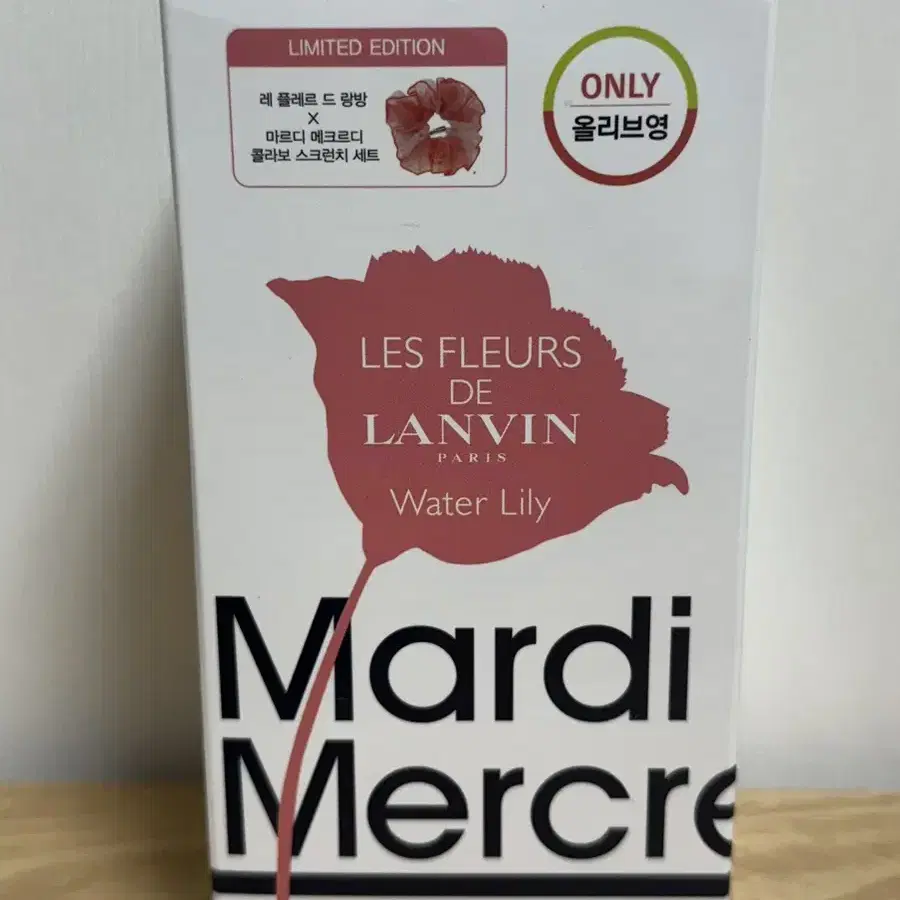 LIMITED EDITION
레 플레르 드 랑방
X
마르디 메크르디
콜라보 스크런치 세트
ONLY
올리브영
LES FLEURS
DE
LANVIN
PARIS
Water Lily
Mardi
Mercre